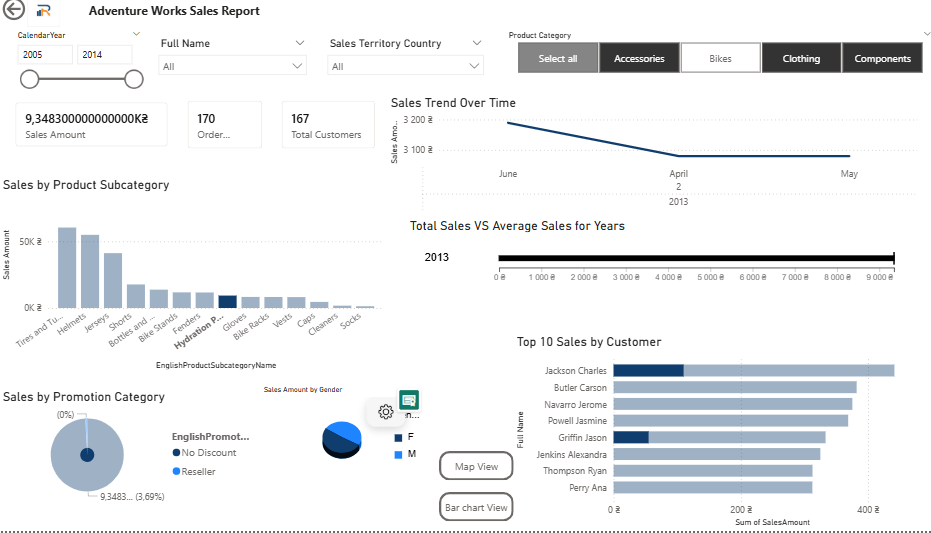 Adventure Works Sales Report
CalendarYear
2005 2014
Full Name
All
Sales Territory Country
All
Product Category
Select all Accessories Bikes Clothing Components
9,348300000000000K₴
Sales Amount
170
Order...
167
Total Customers
Sales Trend Over Time
Sales Amo...
3 200 ₴
3 100 ₴
June April May
2
2013
Sales by Product Subcategory
Sales Amount
50K ₴
0K ₴
Tires and Tu... Helmets Jerseys Shorts Bottles and ... Bike Stands Fenders Hydration P... Gloves Bike Racks Vests Caps Cleaners Socks
EnglishProductSubcategoryName
Total Sales VS Average Sales for Years
2013
0 ₴ 1 000 ₴ 2 000 ₴ 3 000 ₴ 4 000 ₴ 5 000 ₴ 6 000 ₴ 7 000 ₴ 8 000 ₴ 9 000 ₴
Sales by Promotion Category
(0%)
9,3483... (3,69%)
EnglishPromot...
No Discount
Reseller
Sales Amount by Gender
F
M
Map View
Bar chart View
Top 10 Sales by Customer
Full Name
Jackson Charles
Butler Carson
Navarro Jerome
Powell Jasmine
Griffin Jason
Jenkins Alexandra
Thompson Ryan
Perry Ana
0 ₴ 200 ₴ 400 ₴
Sum of SalesAmount